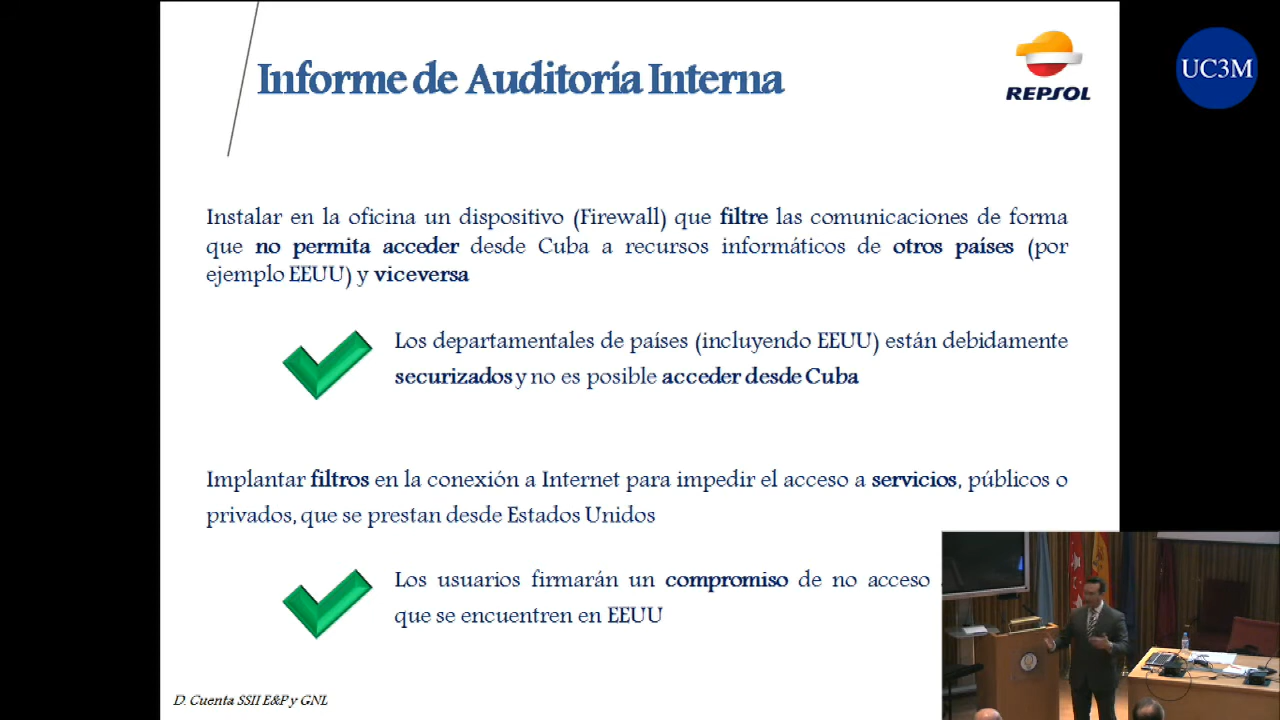 Informe de Auditoría Interna
REPSOL
UC3M
Instalar en la oficina un dispositivo (Firewall) que filtre las comunicaciones de forma
que no permita acceder desde Cuba a recursos informáticos de otros países (por
ejemplo EEUU) y viceversa
Los departamentales de países (incluyendo EEUU) están debidamente
securizados y no es posible acceder desde Cuba
Implantar filtros en la conexión a Internet para impedir el acceso a servicios, públicos o
privados, que se prestan desde Estados Unidos
Los usuarios firmarán un compromiso de no acceso
que se encuentren en EEUU
D. Cuenta SSII E&P y GNL